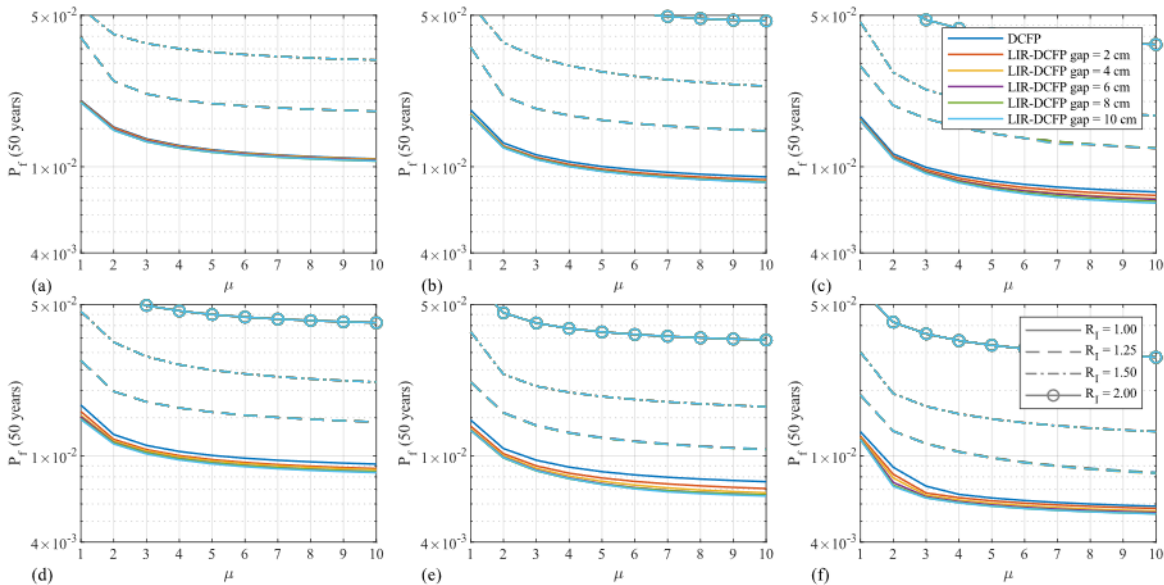 5×10⁻²
P_f (50 years)
1×10⁻²
4×10⁻³
1 2 3 4 5 6 7 8 9 10
(a)
μ
5×10⁻²
P_f (50 years)
1×10⁻²
4×10⁻³
1 2 3 4 5 6 7 8 9 10
(b)
μ
5×10⁻²
P_f (50 years)
1×10⁻²
4×10⁻³
1 2 3 4 5 6 7 8 9 10
(c)
μ
DCFP
LIR-DCFP gap = 2 cm
LIR-DCFP gap = 4 cm
LIR-DCFP gap = 6 cm
LIR-DCFP gap = 8 cm
LIR-DCFP gap = 10 cm
5×10⁻²
P_f (50 years)
1×10⁻²
4×10⁻³
1 2 3 4 5 6 7 8 9 10
(d)
μ
5×10⁻²
P_f (50 years)
1×10⁻²
4×10⁻³
1 2 3 4 5 6 7 8 9 10
(e)
μ
5×10⁻²
P_f (50 years)
1×10⁻²
4×10⁻³
1 2 3 4 5 6 7 8 9 10
(f)
μ
R_I = 1.00
R_I = 1.25
R_I = 1.50
R_I = 2.00